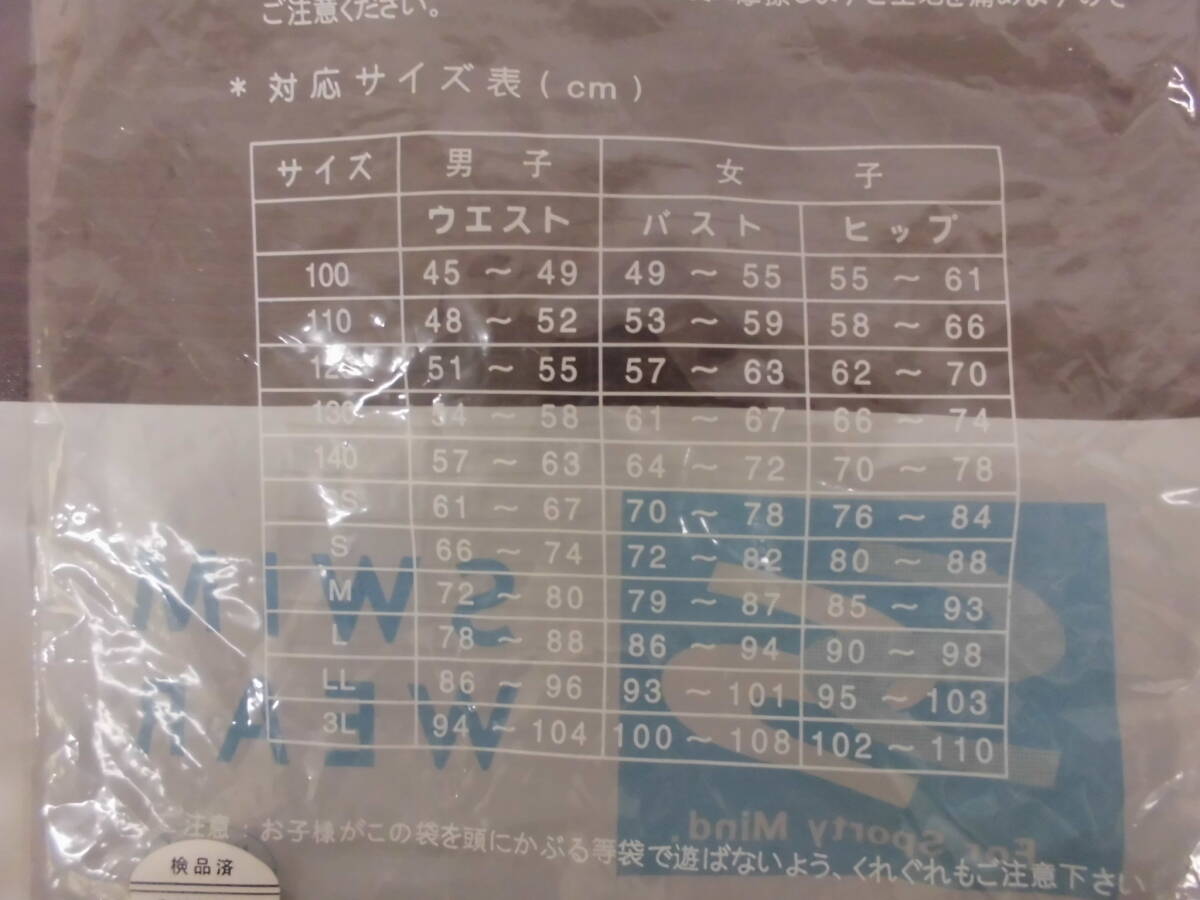 ご注意ください。
＊対応サイズ表(cm)
サイズ 男子 女子
ウエスト バスト ヒップ
100 45～49 49～55 55～61
110 48～52 53～59 58～66
120 51～55 57～63 62～70
130 54～58 61～67 66～74
140 57～63 64～72 70～78
SS 61～67 70～78 76～84
S 66～74 72～82 80～88
M 72～80 79～87 85～93
L 78～88 86～94 90～98
LL 86～96 93～101 95～103
3L 94～104 100～108 102～110
SWIM
WEAR
For Sporty Mind
ご注意：お子様がこの袋を頭にかぶる等袋で遊ばないよう、くれぐれもご注意下さい
検品済